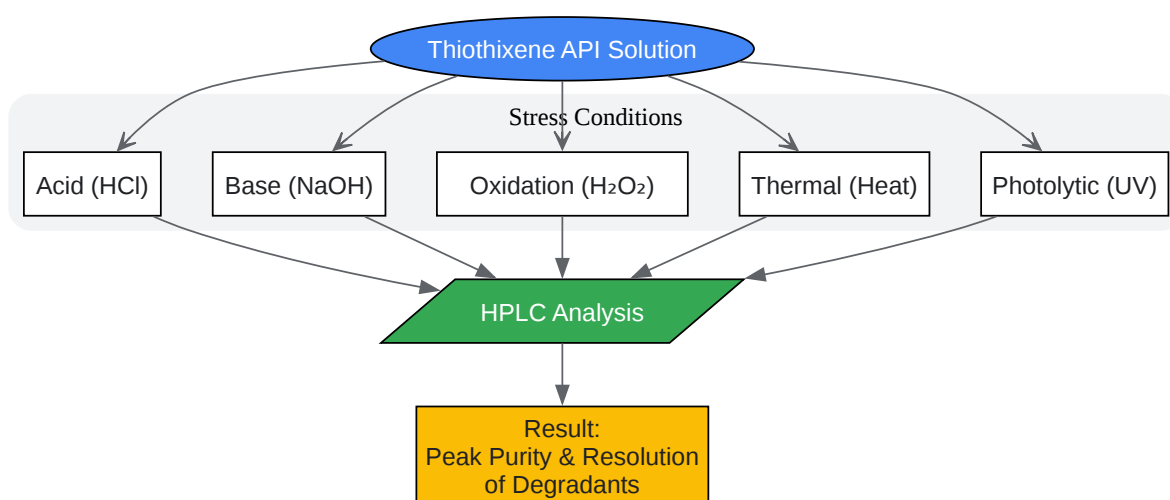 Thiothixene API Solution
Stress Conditions
Acid (HCl)
Base (NaOH)
Oxidation (H₂O₂)
Thermal (Heat)
Photolytic (UV)
HPLC Analysis
Result:
Peak Purity & Resolution
of Degradants